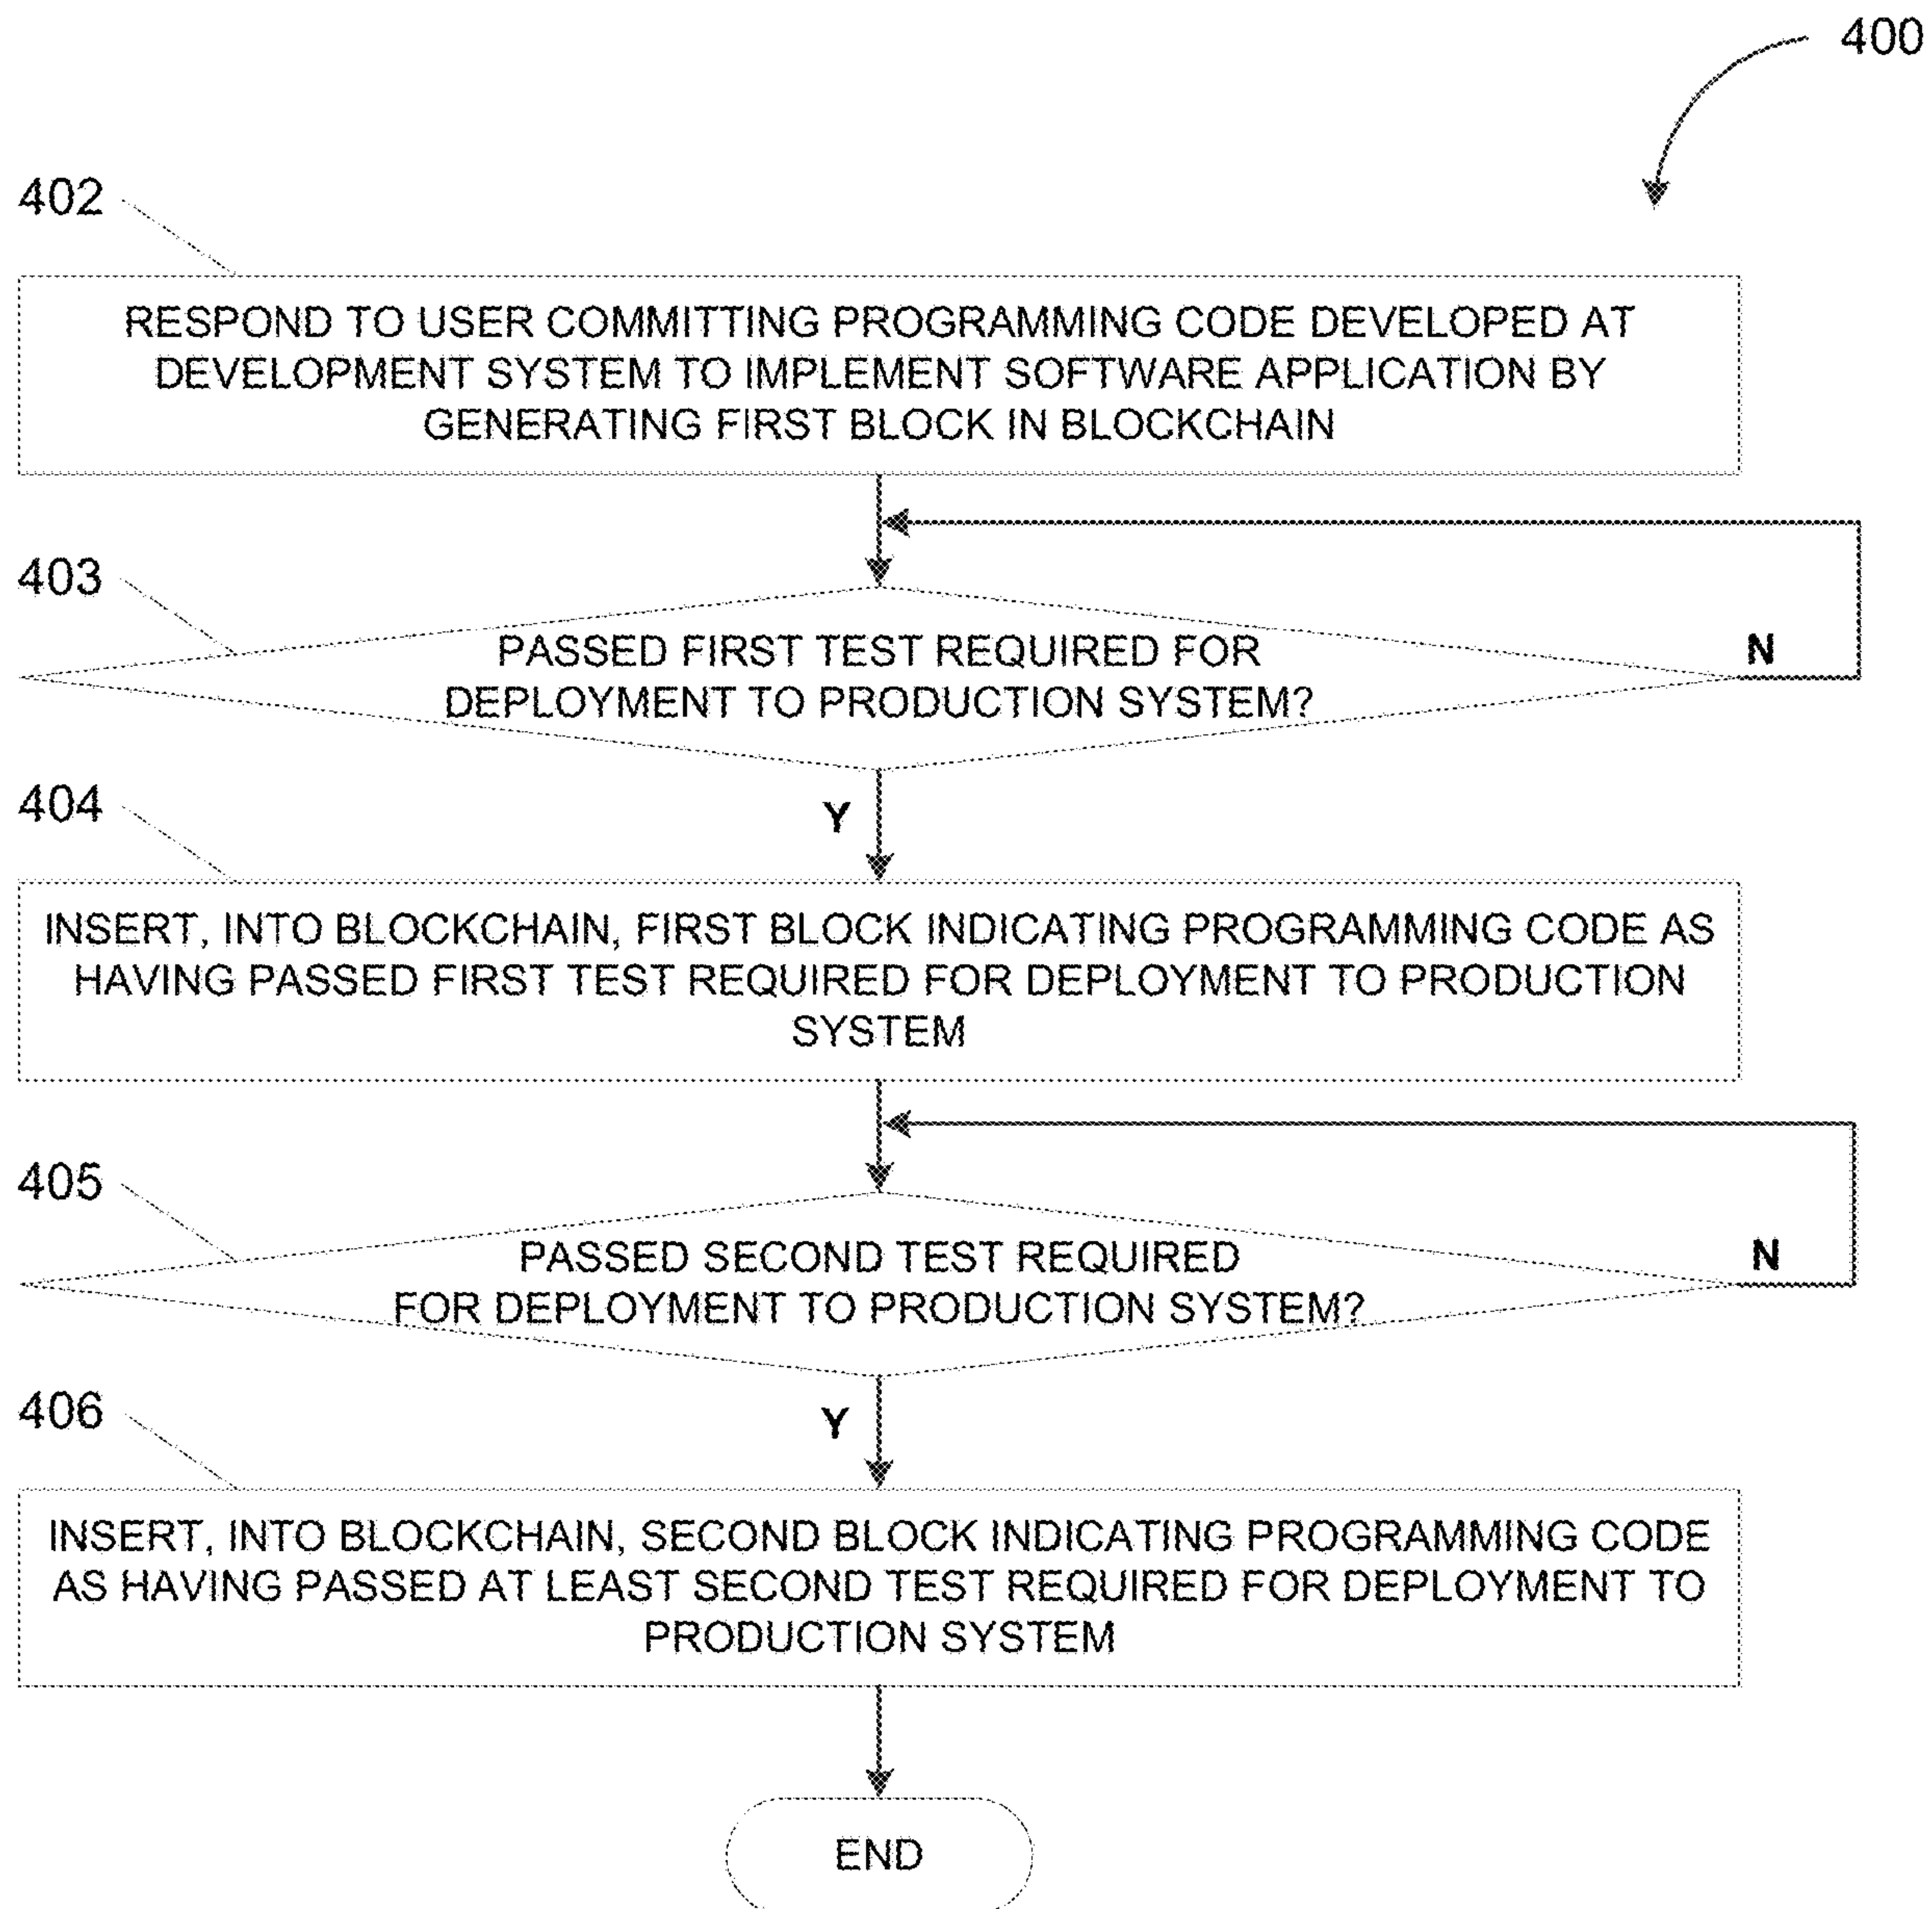 400
402
RESPOND TO USER COMMITTING PROGRAMMING CODE DEVELOPED AT
DEVELOPMENT SYSTEM TO IMPLEMENT SOFTWARE APPLICATION BY
GENERATING FIRST BLOCK IN BLOCKCHAIN
403
PASSED FIRST TEST REQUIRED FOR
DEPLOYMENT TO PRODUCTION SYSTEM?
N
Y
404
INSERT, INTO BLOCKCHAIN, FIRST BLOCK INDICATING PROGRAMMING CODE AS
HAVING PASSED FIRST TEST REQUIRED FOR DEPLOYMENT TO PRODUCTION
SYSTEM
405
PASSED SECOND TEST REQUIRED
FOR DEPLOYMENT TO PRODUCTION SYSTEM?
N
Y
406
INSERT, INTO BLOCKCHAIN, SECOND BLOCK INDICATING PROGRAMMING CODE
AS HAVING PASSED AT LEAST SECOND TEST REQUIRED FOR DEPLOYMENT TO
PRODUCTION SYSTEM
END